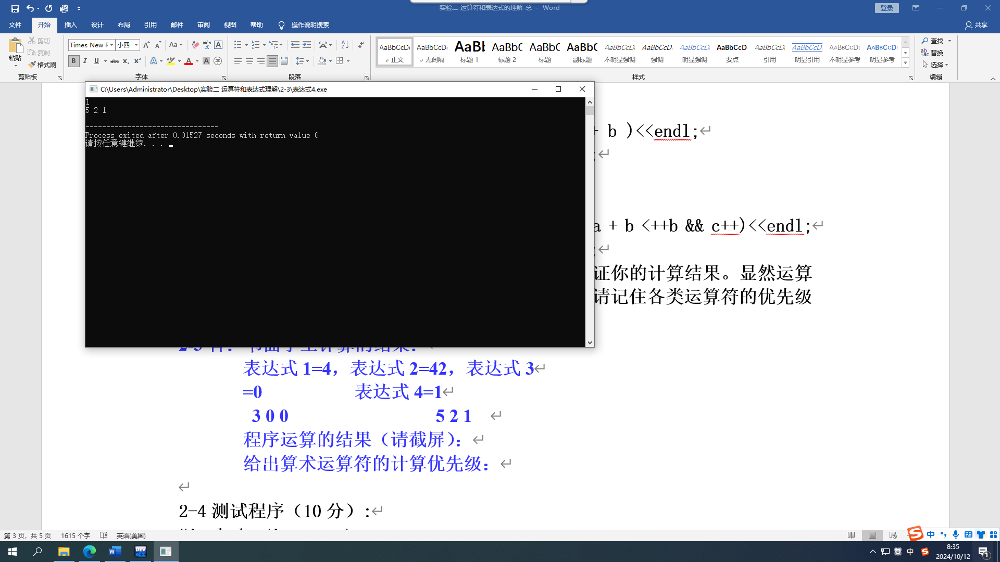 实验二 运算符和表达式的理解-总 - Word
登录
文件 开始 插入 设计 布局 引用 邮件 审阅 视图 帮助 操作说明搜索 共享
粘贴 剪切
复制
格式刷
剪贴板
Times New F 小四
字体
段落
AaBbCcDc 正文
AaBbCcDc 无间隔
AaBl 标题 1
AaBbC 标题 2
AaBbC 标题
AaBbC 副标题
AaBbCcDi 不明显强调
AaBbCcDi 强调
AaBbCcDi 明显强调
AaBbCcD 要点
AaBbCcDi 引用
AaBbCcDi 明显引用
AaBbCcDi 不明显参考
AaBbCcDi 明显参考
样式
查找
替换
选择
编辑
C:\Users\Administrator\Desktop\实验二 运算符和表达式理解\2-3\表达式4.exe
1
5 2 1
--------------------------------
Process exited after 0.01527 seconds with return value 0
请按任意键继续. . .
b )<<endl;
a + b <++b && c++)<<endl;
证你的计算结果。显然运算
请记住各类运算符的优先级
表达式 1=4，表达式 2=42，表达式 3
=0 表达式 4=1
3 0 0 5 2 1
程序运算的结果（请截屏）：
给出算术运算符的计算优先级：
2-4 测试程序（10 分）:
第 3 页，共 5 页 1615 个字 英语(美国)
中
中
8:35
2024/10/12
1